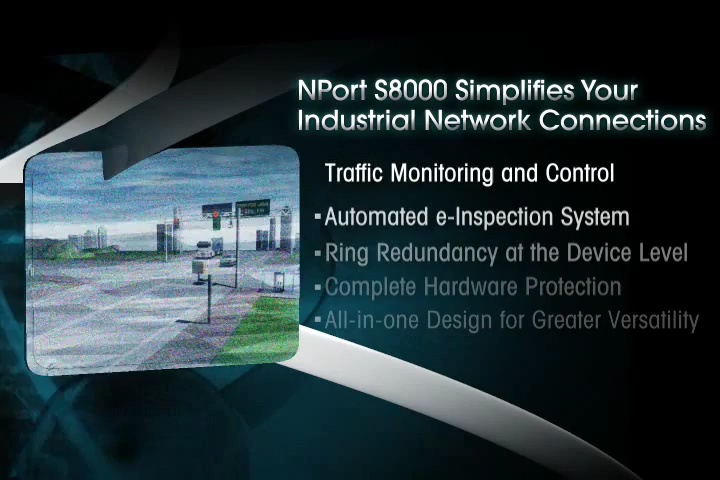 NPort S8000 Simplifies Your
Industrial Network Connections
Traffic Monitoring and Control
▪Automated e-Inspection System
▪Ring Redundancy at the Device Level
▪Complete Hardware Protection
▪All-in-one Design for Greater Versatility